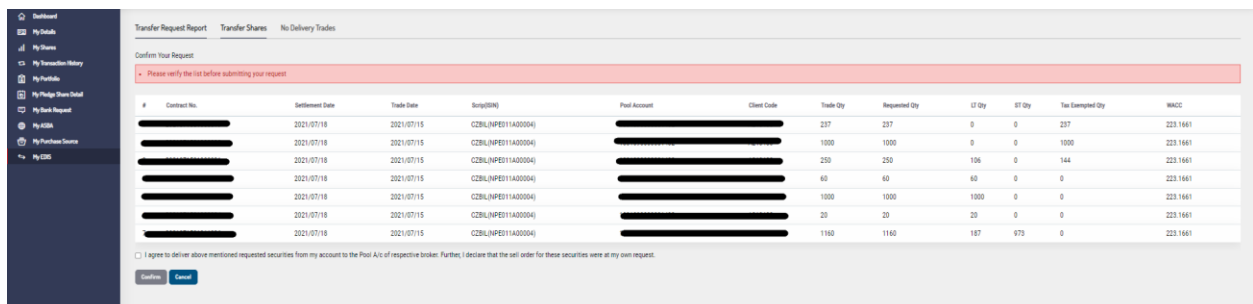 Dashboard
My Details
My Shares
My Transaction History
My Portfolio
My Pledge Share Detail
My Bank Request
My ASBA
My Purchase Source
My EDIS
Transfer Request Report Transfer Shares No Delivery Trades
Confirm Your Request
Please verify the list before submitting your request
# Contract No. Settlement Date Trade Date Scrip(ISIN) Pool Account Client Code Trade Qty Requested Qty LT Qty ST Qty Tax Exempted Qty WACC
2021/07/18 2021/07/15 CZBIL(NPE011A00004) 237 237 0 0 237 223.1661
2021/07/18 2021/07/15 CZBIL(NPE011A00004) 1000 1000 0 0 1000 223.1661
2021/07/18 2021/07/15 CZBIL(NPE011A00004) 250 250 106 0 144 223.1661
2021/07/18 2021/07/15 CZBIL(NPE011A00004) 60 60 60 0 0 223.1661
2021/07/18 2021/07/15 CZBIL(NPE011A00004) 1000 1000 1000 0 0 223.1661
2021/07/18 2021/07/15 CZBIL(NPE011A00004) 20 20 20 0 0 223.1661
2021/07/18 2021/07/15 CZBIL(NPE011A00004) 1160 1160 187 973 0 223.1661
I agree to deliver above mentioned requested securities from my account to the Pool A/c of respective broker. Further, I declare that the sell order for these securities were at my own request.
Confirm Cancel